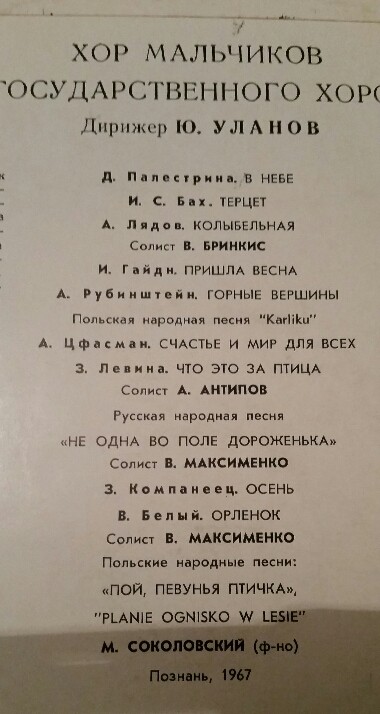 ХОР МАЛЬЧИКОВ
ГОСУДАРСТВЕННОГО ХОРО
Дирижер Ю. УЛАНОВ
Д. Палестрина. В НЕБЕ
И. С. Бах. ТЕРЦЕТ
А. Лядов. КОЛЫБЕЛЬНАЯ
Солист В. БРИНКИС
И. Гайдн. ПРИШЛА ВЕСНА
А. Рубинштейн. ГОРНЫЕ ВЕРШИНЫ
Польская народная песня "Karliku"
А. Цфасман. СЧАСТЬЕ И МИР ДЛЯ ВСЕХ
З. Левина. ЧТО ЭТО ЗА ПТИЦА
Солист А. АНТИПОВ
Русская народная песня
«НЕ ОДНА ВО ПОЛЕ ДОРОЖЕНЬКА»
Солист В. МАКСИМЕНКО
З. Компанеец. ОСЕНЬ
В. Белый. ОРЛЕНОК
Солист В. МАКСИМЕНКО
Польские народные песни:
«ПОЙ, ПЕВУНЬЯ ПТИЧКА»,
"PLANIE OGNISKO W LESIE"
М. СОКОЛОВСКИЙ (ф-но)
Познань, 1967